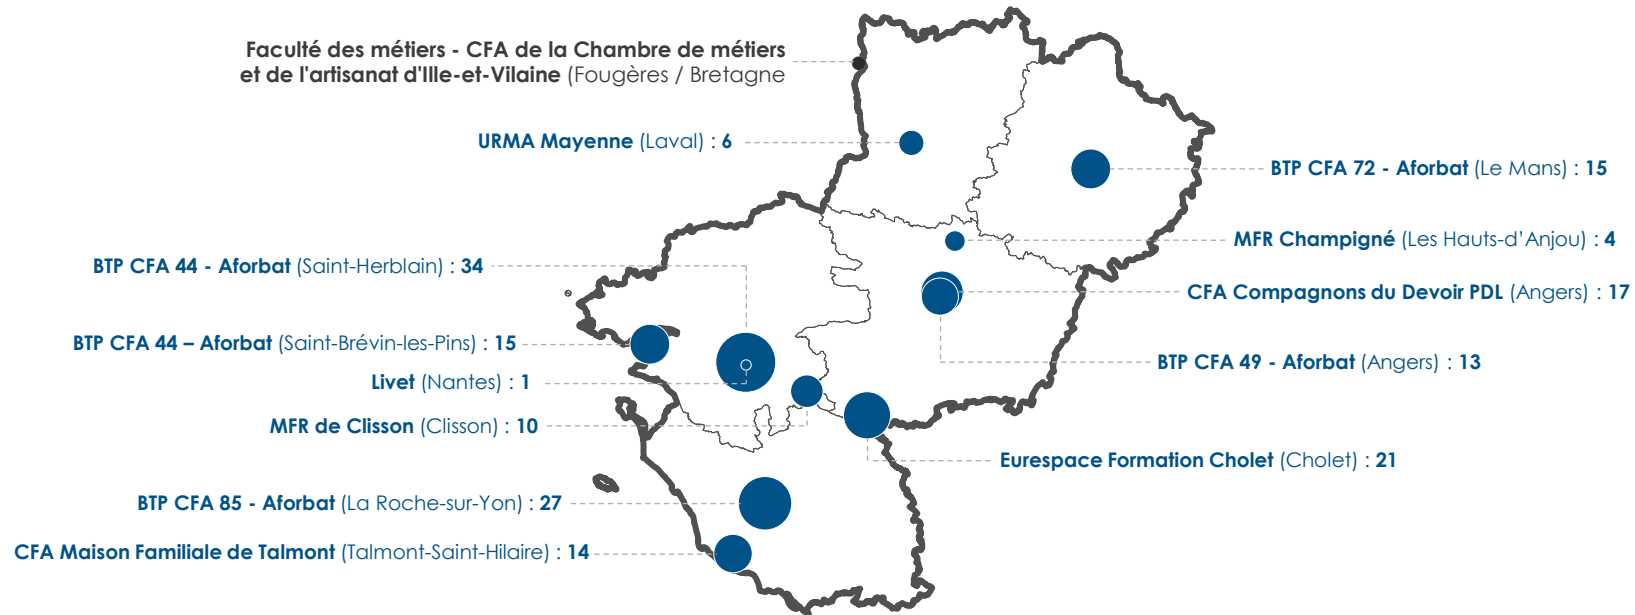 Faculté des métiers - CFA de la Chambre de métiers
et de l'artisanat d'Ille-et-Vilaine (Fougères / Bretagne
URMA Mayenne (Laval) : 6
BTP CFA 72 - Aforbat (Le Mans) : 15
MFR Champigné (Les Hauts-d’Anjou) : 4
BTP CFA 44 - Aforbat (Saint-Herblain) : 34
CFA Compagnons du Devoir PDL (Angers) : 17
BTP CFA 44 – Aforbat (Saint-Brévin-les-Pins) : 15
BTP CFA 49 - Aforbat (Angers) : 13
Livet (Nantes) : 1
MFR de Clisson (Clisson) : 10
Eurespace Formation Cholet (Cholet) : 21
BTP CFA 85 - Aforbat (La Roche-sur-Yon) : 27
CFA Maison Familiale de Talmont (Talmont-Saint-Hilaire) : 14